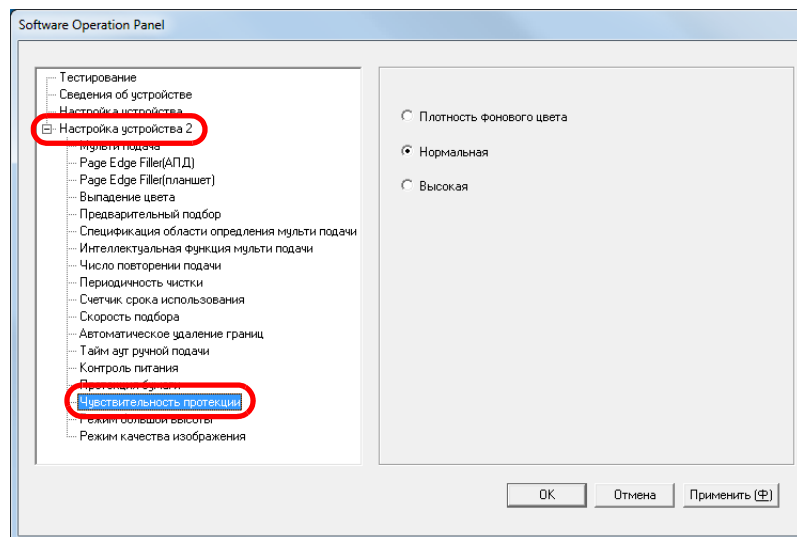 Software Operation Panel
Тестирование
Сведения об устройстве
Настройка устройства
Настройка устройства 2
Мульти подача
Page Edge Filler(АПД)
Page Edge Filler(планшет)
Выпадение цвета
Предварительный подбор
Спецификация области опредления мульти подачи
Интеллектуальная функция мульти подачи
Число повторении подачи
Периодичность чистки
Счетчик срока использования
Скорость подбора
Автоматическое удаление границ
Тайм аут ручной подачи
Контроль питания
Протекция бумаги
Чувствительность протекции
Режим большой высоты
Режим качества изображения
Плотность фонового цвета
Нормальная
Высокая
OK
Отмена
Применить (Ф)